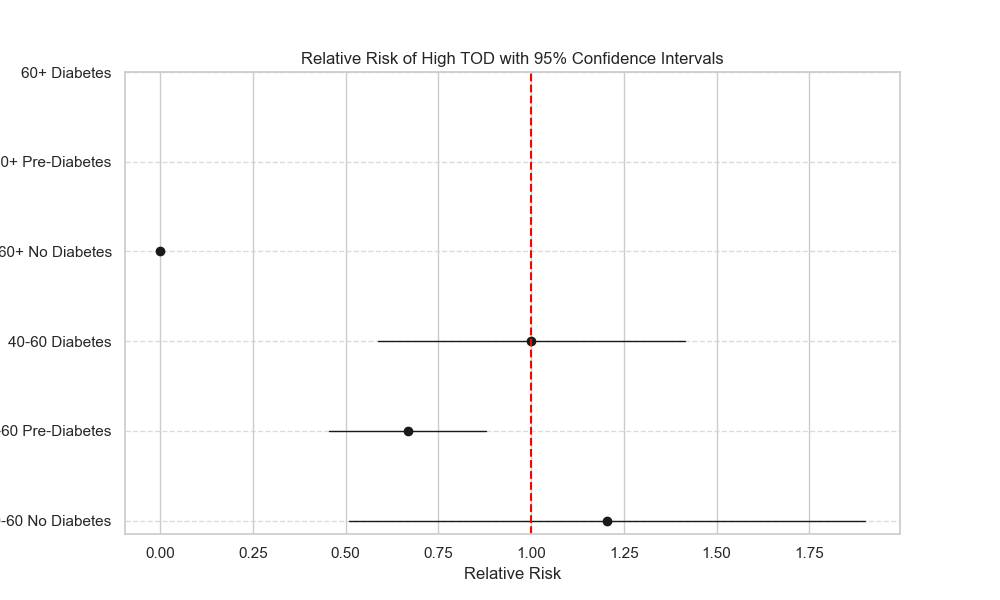 Relative Risk of High TOD with 95% Confidence Intervals
60+ Diabetes
0+ Pre-Diabetes
60+ No Diabetes
40-60 Diabetes
-60 Pre-Diabetes
-60 No Diabetes
0.00 0.25 0.50 0.75 1.00 1.25 1.50 1.75
Relative Risk